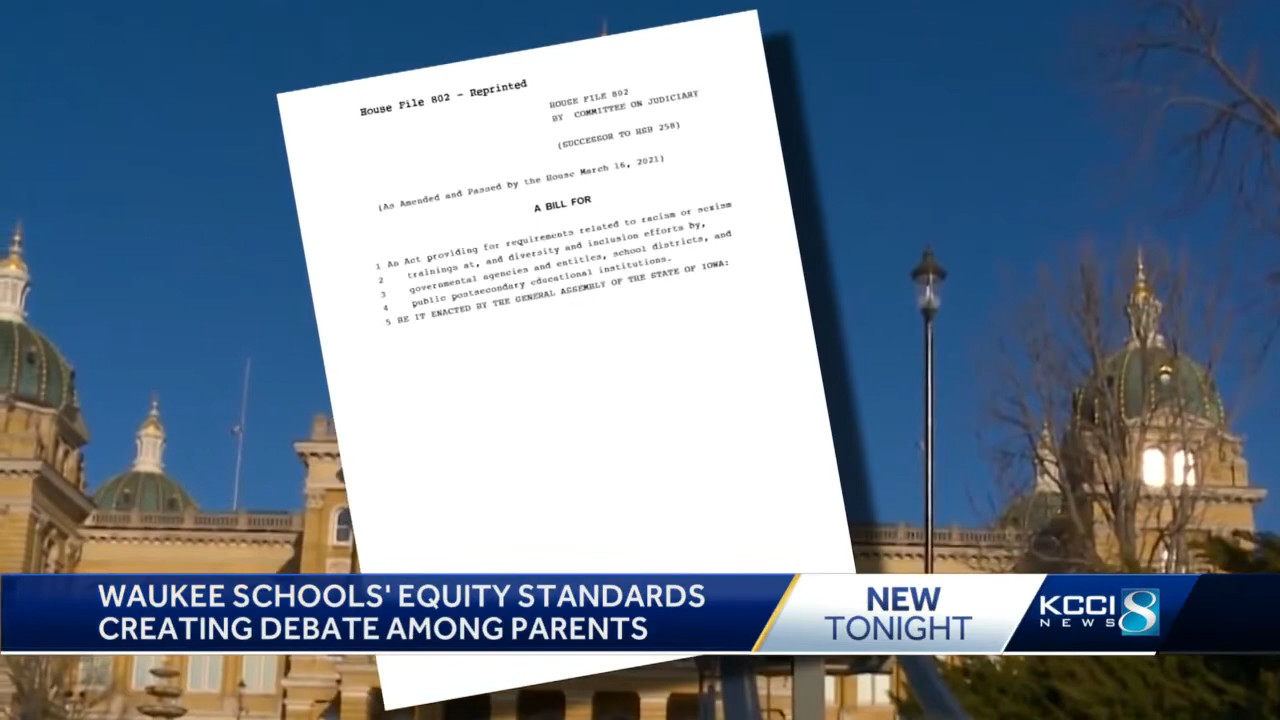 House File 802 - Reprinted
HOUSE FILE 802
BY COMMITTEE ON JUDICIARY
(SUCCESSOR TO HSB 258)
(As Amended and Passed by the House March 16, 2021)
A BILL FOR
1 An Act providing for requirements related to racism or sexism
2 trainings at, and diversity and inclusion efforts by,
3 governmental agencies and entities, school districts, and
4 public postsecondary educational institutions.
5 BE IT ENACTED BY THE GENERAL ASSEMBLY OF THE STATE OF IOWA:
WAUKEE SCHOOLS' EQUITY STANDARDS
CREATING DEBATE AMONG PARENTS
NEW
TONIGHT
KCCI 8
NEWS